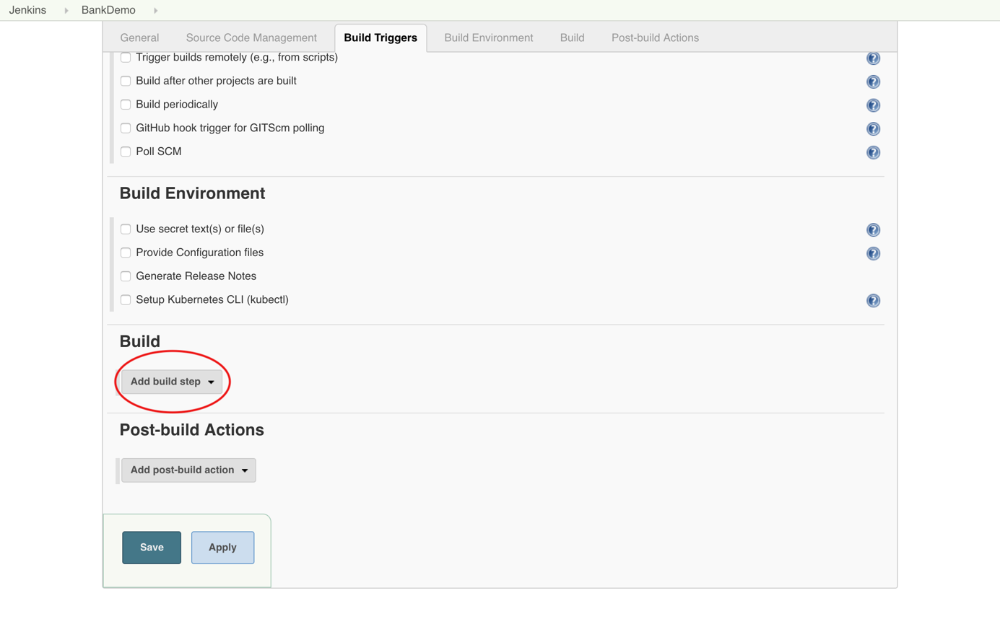 Jenkins BankDemo
General Source Code Management Build Triggers Build Environment Build Post-build Actions
Trigger builds remotely (e.g., from scripts)
Build after other projects are built
Build periodically
GitHub hook trigger for GITScm polling
Poll SCM
Build Environment
Use secret text(s) or file(s)
Provide Configuration files
Generate Release Notes
Setup Kubernetes CLI (kubectl)
Build
Add build step
Post-build Actions
Add post-build action
Save Apply